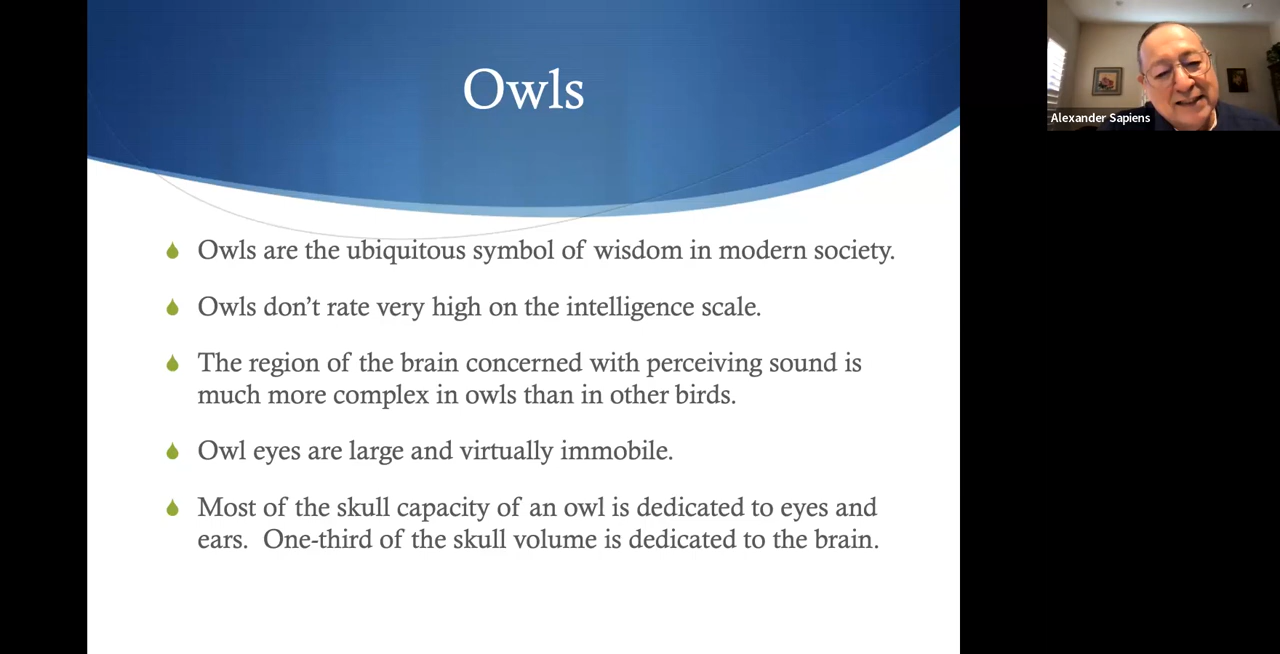 Owls
Owls are the ubiquitous symbol of wisdom in modern society.
Owls don’t rate very high on the intelligence scale.
The region of the brain concerned with perceiving sound is
much more complex in owls than in other birds.
Owl eyes are large and virtually immobile.
Most of the skull capacity of an owl is dedicated to eyes and
ears.  One-third of the skull volume is dedicated to the brain.
Alexander Sapiens